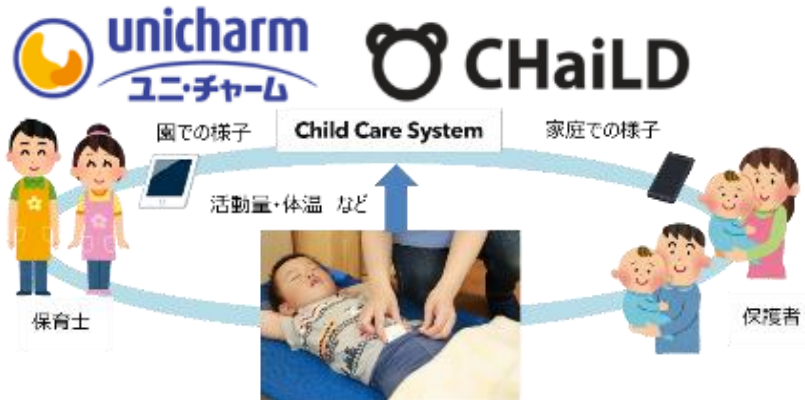 unicharm
ユニ・チャーム
CHaiLD
園での様子
Child Care System
家庭での様子
活動量・体温 など
保育士
保護者